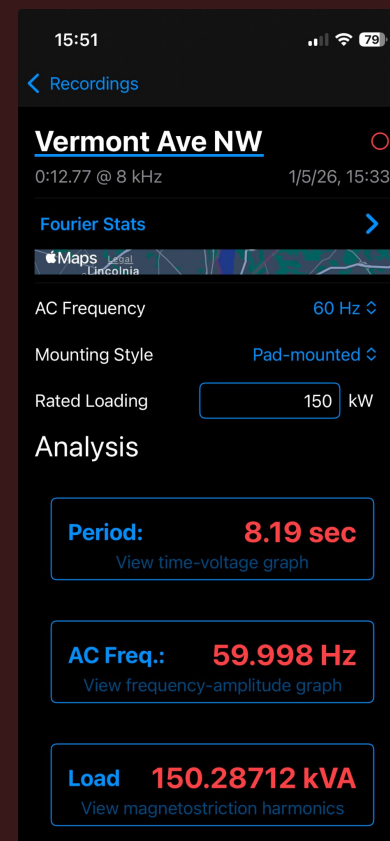 15:51
79
Recordings
Vermont Ave NW
0:12.77 @ 8 kHz
1/5/26, 15:33
Fourier Stats
Maps Legal
Lincolnia
AC Frequency
60 Hz
Mounting Style
Pad-mounted
Rated Loading
150 kW
Analysis
Period: 8.19 sec
View time-voltage graph
AC Freq.: 59.998 Hz
View frequency-amplitude graph
Load 150.28712 kVA
View magnetostriction harmonics